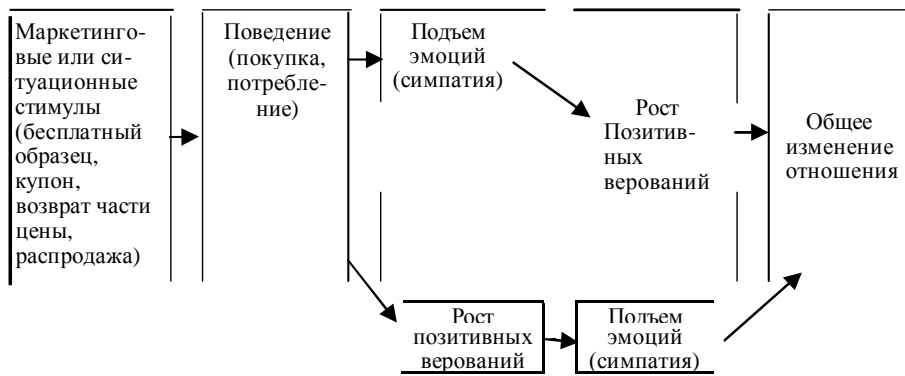 Маркетинго-
вые или си-
туационные
стимулы
(бесплатный
образец,
купон,
возврат части
цены,
распродажа)
Поведение
(покупка,
потребле-
ние)
Подъем
эмоций
(симпатия)
Рост
Позитив-
ных
верований
Общее
изменение
отношения
Рост
позитивных
верований
Подъем
эмоций
(симпатия)